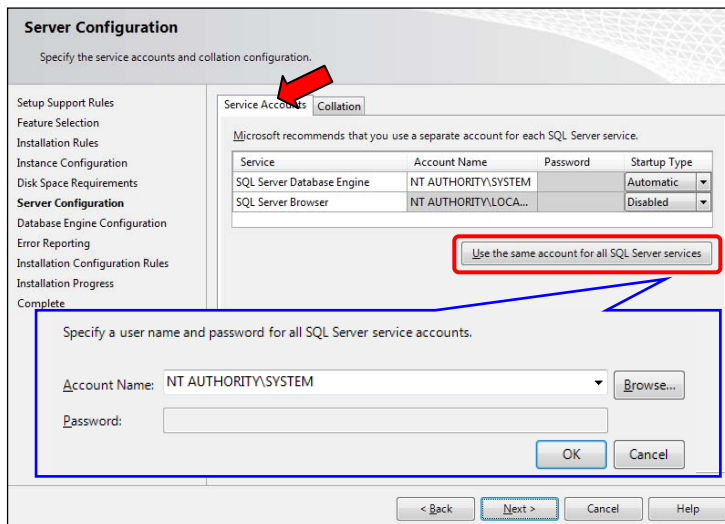 Server Configuration
Specify the service accounts and collation configuration.
Setup Support Rules
Feature Selection
Installation Rules
Instance Configuration
Disk Space Requirements
Server Configuration
Database Engine Configuration
Error Reporting
Installation Configuration Rules
Installation Progress
Complete
Service Accounts Collation
Microsoft recommends that you use a separate account for each SQL Server service.
Service Account Name Password Startup Type
SQL Server Database Engine NT AUTHORITY\SYSTEM Automatic
SQL Server Browser NT AUTHORITY\LOCA... Disabled
Use the same account for all SQL Server services
Specify a user name and password for all SQL Server service accounts.
Account Name: NT AUTHORITY\SYSTEM Browse...
Password:
OK Cancel
< Back Next > Cancel Help